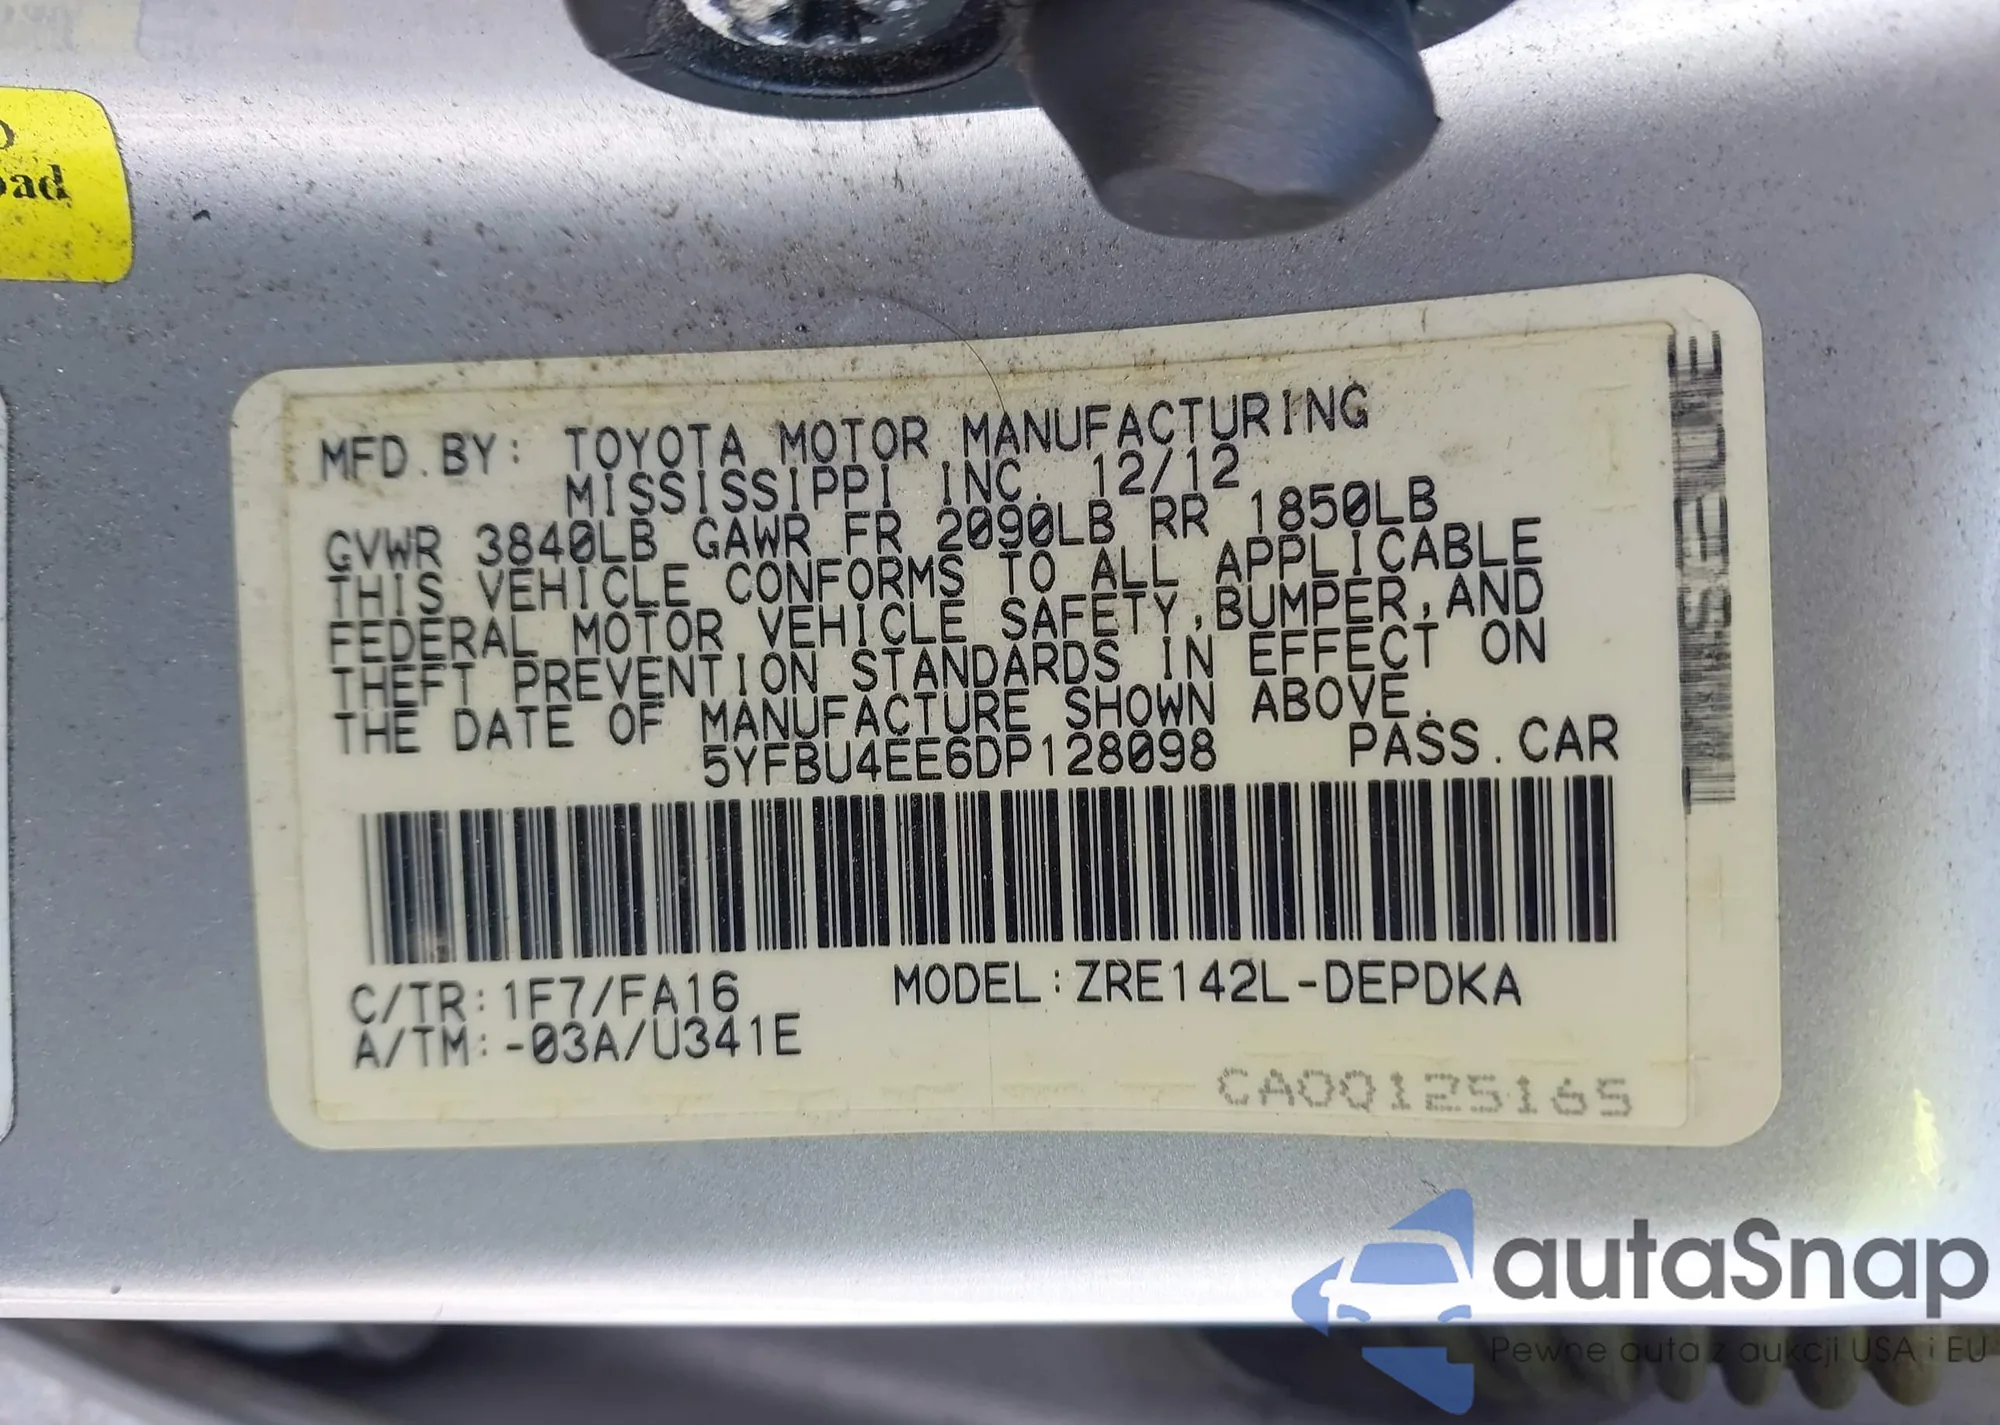 oad
MFD.BY: TOYOTA MOTOR MANUFACTURING
MISSISSIPPI INC. 12/12
GVWR 3840LB GAWR FR 2090LB RR 1850LB
THIS VEHICLE CONFORMS TO ALL APPLICABLE
FEDERAL MOTOR VEHICLE SAFETY,BUMPER,AND
THEFT PREVENTION STANDARDS IN EFFECT ON
THE DATE OF MANUFACTURE SHOWN ABOVE.
5YFBU4EE6DP128098 PASS.CAR
C/TR:1F7/FA16 MODEL:ZRE142L-DEPDKA
A/TM:-03A/U341E
CA0Q125165
autaSnap
Pewne auta z aukcji USA i EU